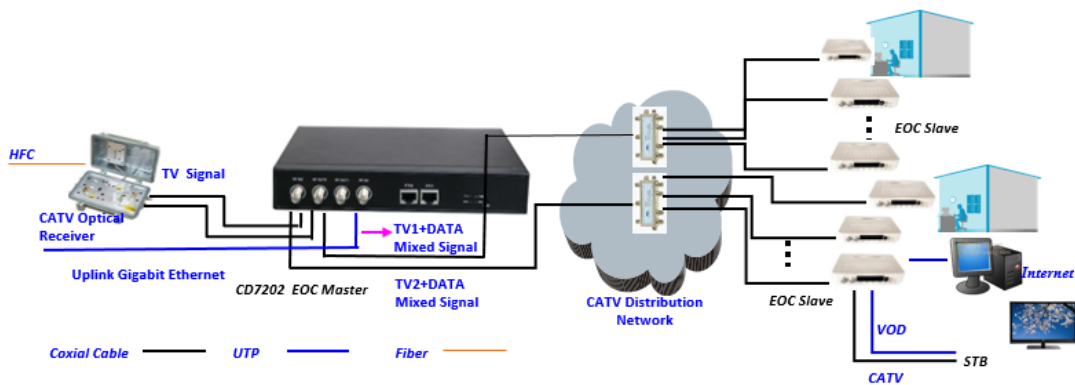 HFC
TV Signal
CATV Optical
Receiver
Uplink Gigabit Ethernet
CD7202 EOC Master
TV1+DATA
Mixed Signal
TV2+DATA
Mixed Signal
CATV Distribution
Network
EOC Slave
EOC Slave
Internet
VOD
STB
CATV
Coxial Cable
UTP
Fiber